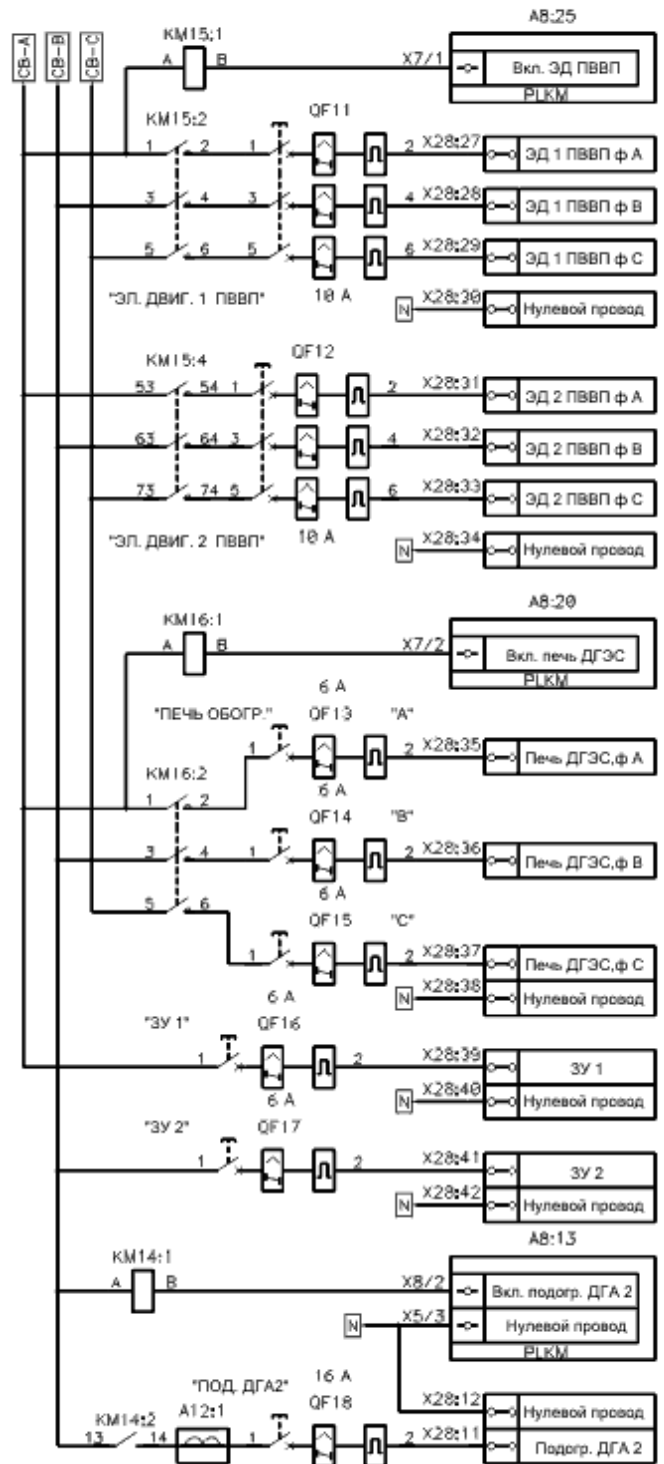 A8:25
СВ-А СВ-В СВ-С
КМ15:1
А В Х7/1 Вкл. ЭД ПВВП
PLKM
КМ15:2 QF11
1 2 1 2 Х28:27 ЭД 1 ПВВП ф А
3 4 3 4 Х28:28 ЭД 1 ПВВП ф В
5 6 5 6 Х28:29 ЭД 1 ПВВП ф С
"ЭЛ. ДВИГ. 1 ПВВП" 10 А N Х28:30 Нулевой провод
КМ15:4 QF12
53 54 1 2 Х28:31 ЭД 2 ПВВП ф А
63 64 3 4 Х28:32 ЭД 2 ПВВП ф В
73 74 5 6 Х28:33 ЭД 2 ПВВП ф С
"ЭЛ. ДВИГ. 2 ПВВП" 10 А N Х28:34 Нулевой провод
А8:20
КМ16:1
А В Х7/2 Вкл. печь ДГЭС
PLKM
6 А
"ПЕЧЬ ОБОГР." QF13 "А"
1 2 Х28:35 Печь ДГЭС,ф А
КМ16:2 6 А
1 2 QF14 "В"
3 4 1 2 Х28:36 Печь ДГЭС,ф В
6 А
5 6 QF15 "С"
1 2 Х28:37 Печь ДГЭС,ф С
6 А N Х28:38 Нулевой провод
"ЗУ 1" QF16
1 2 Х28:39 ЗУ 1
6 А N Х28:40 Нулевой провод
"ЗУ 2" QF17
1 2 Х28:41 ЗУ 2
N Х28:42 Нулевой провод
А8:13
КМ14:1
А В Х8/2 Вкл. подогр. ДГА 2
N Х5/3 Нулевой провод
PLKM
"ПОД. ДГА2" 16 А
КМ14:2 А12:1 QF18 Х28:12 Нулевой провод
13 14 1 2 Х28:11 Подогр. ДГА 2